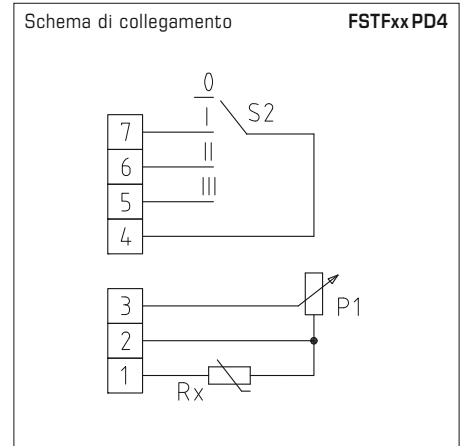 Schema di collegamento FSTFxxPD4
0
I S2
7
II
6
III
5
4
3
P1
2
1
Rx